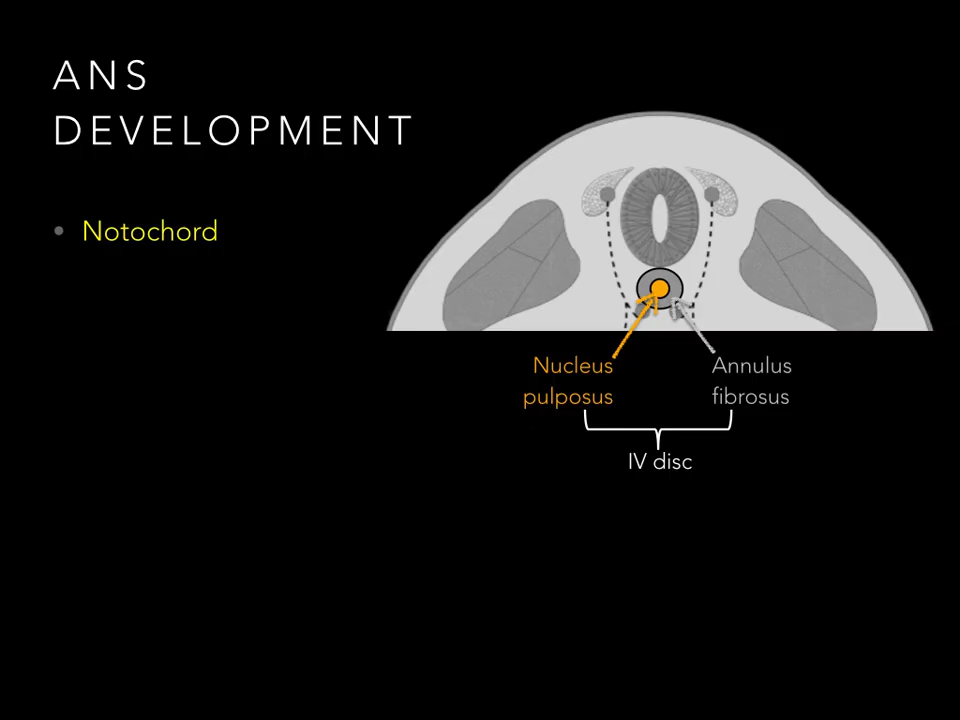 ANS
DEVELOPMENT
• Notochord
Nucleus
pulposus
Annulus
fibrosus
IV disc